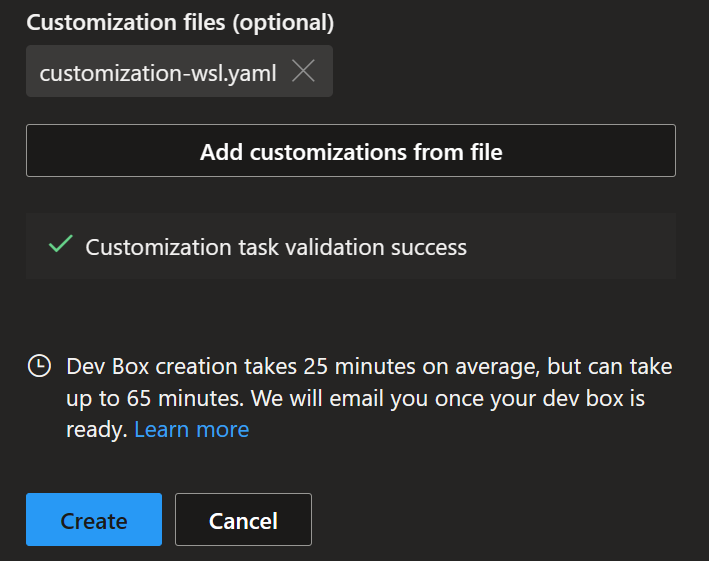 Customization files (optional)
customization-wsl.yaml
Add customizations from file
Customization task validation success
Dev Box creation takes 25 minutes on average, but can take
up to 65 minutes. We will email you once your dev box is
ready. Learn more
Create
Cancel